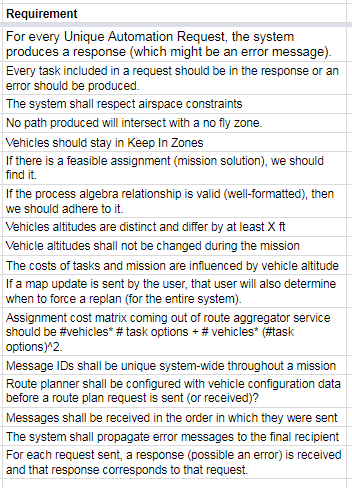 Requirement
For every Unique Automation Request, the system
produces a response (which might be an error message).
Every task included in a request should be in the response or an
error should be produced.
The system shall respect airspace constraints
No path produced will intersect with a no fly zone.
Vehicles should stay in Keep In Zones
If there is a feasible assignment (mission solution), we should
find it.
If the process algebra relationship is valid (well-formatted), then
we should adhere to it.
Vehicles altitudes are distinct and differ by at least X ft
Vehicle altitudes shall not be changed during the mission
The costs of tasks and mission are influenced by vehicle altitude
If a map update is sent by the user, that user will also determine
when to force a replan (for the entire system).
Assignment cost matrix coming out of route aggregator service
should be #vehicles* # task options + # vehicles* (#task
options)^2.
Message IDs shall be unique system-wide throughout a mission
Route planner shall be configured with vehicle configuration data
before a route plan request is sent (or received)?
Messages shall be received in the order in which they were sent
The system shall propagate error messages to the final recipient
For each request sent, a response (possible an error) is received
and that response corresponds to that request.